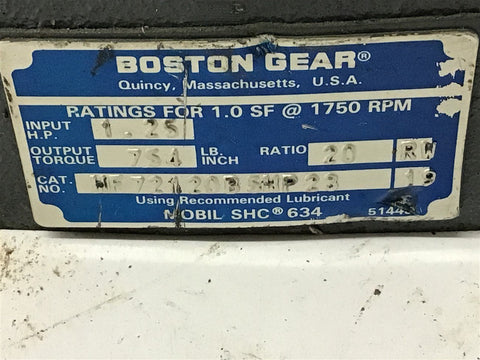 BOSTON GEAR®
Quincy, Massachusetts, U.S.A.
RATINGS FOR 1.0 SF @ 1750 RPM
INPUT H.P. 1.25
OUTPUT TORQUE 754 LB. INCH RATIO 20 RN
CAT. NO.
Using Recommended Lubricant
MOBIL SHC® 634